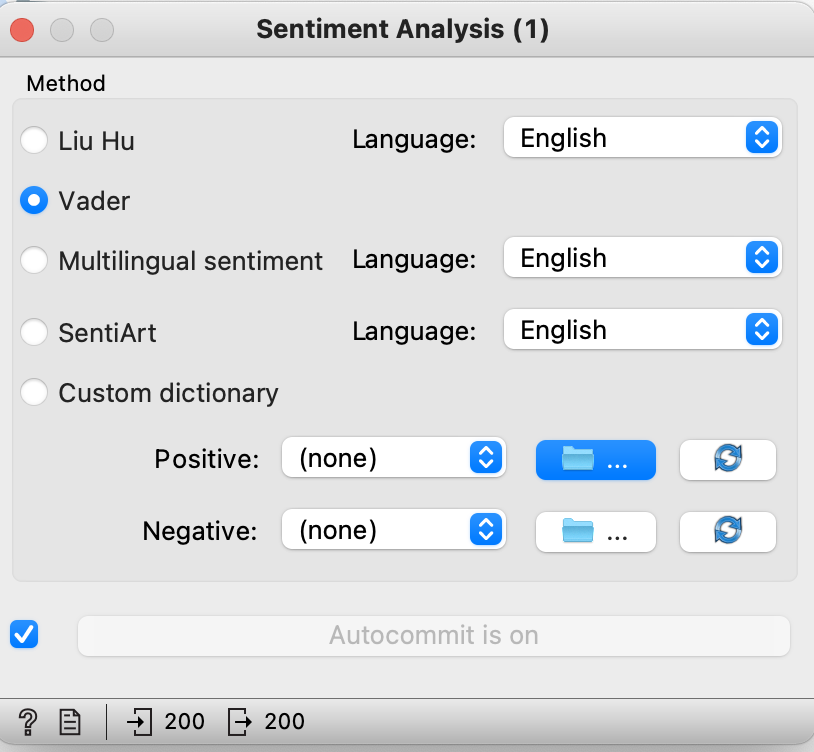 Sentiment Analysis (1)
Method
Liu Hu Language: English
Vader
Multilingual sentiment Language: English
SentiArt Language: English
Custom dictionary
Positive: (none) ...
Negative: (none) ...
Autocommit is on
? 200 200